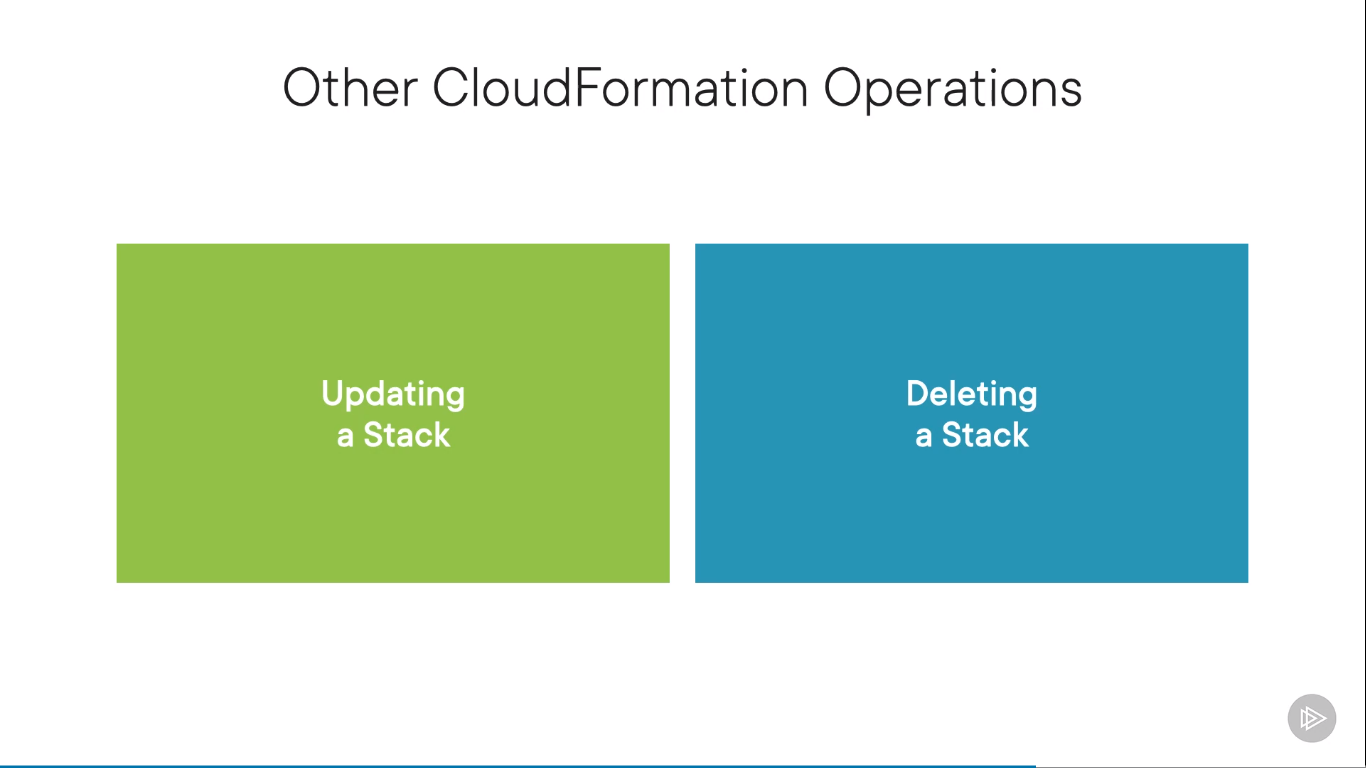 Other CloudFormation Operations
Updating
a Stack
Deleting
a Stack